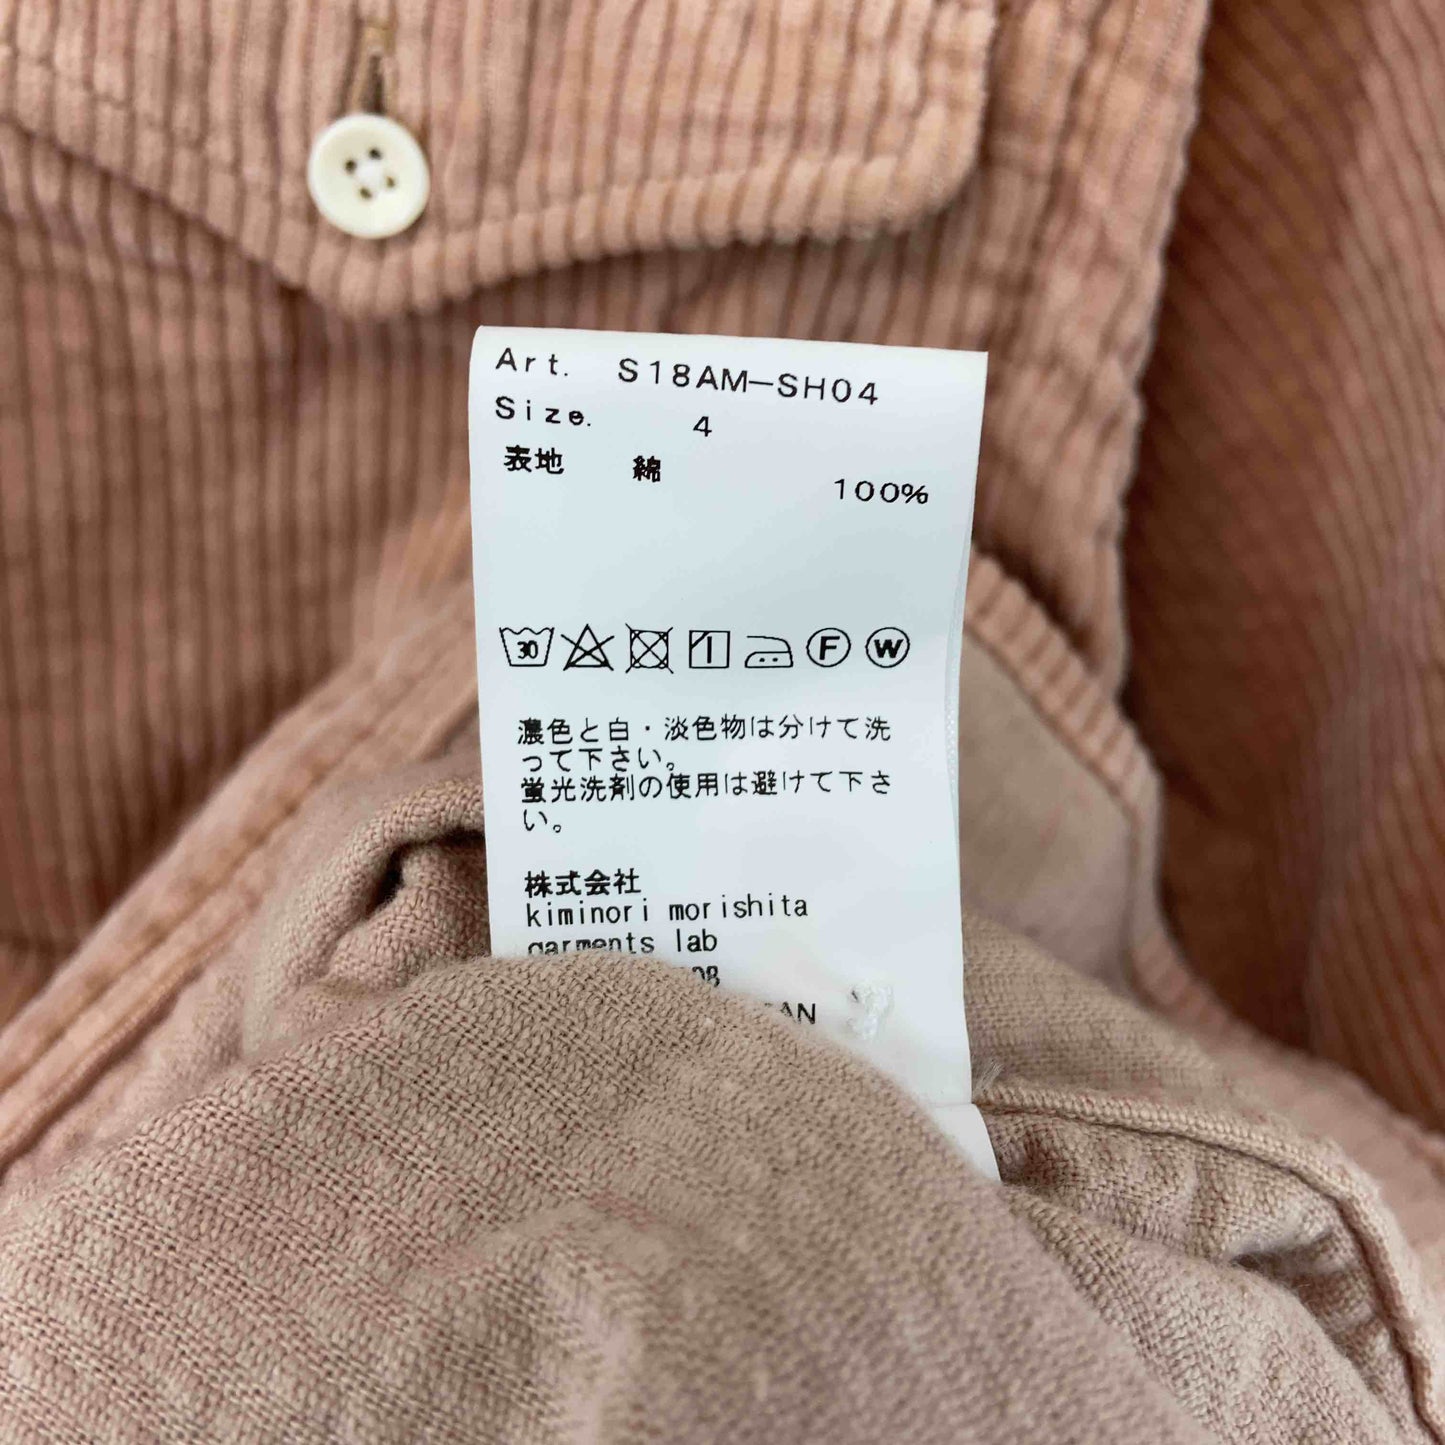 Art. S18AM-SH04
Size. 4
表地 綿 100%
30 F W
濃色と白・淡色物は分けて洗
って下さい。
蛍光洗剤の使用は避けて下さ
い。
株式会社
kiminori morishita
garments lab